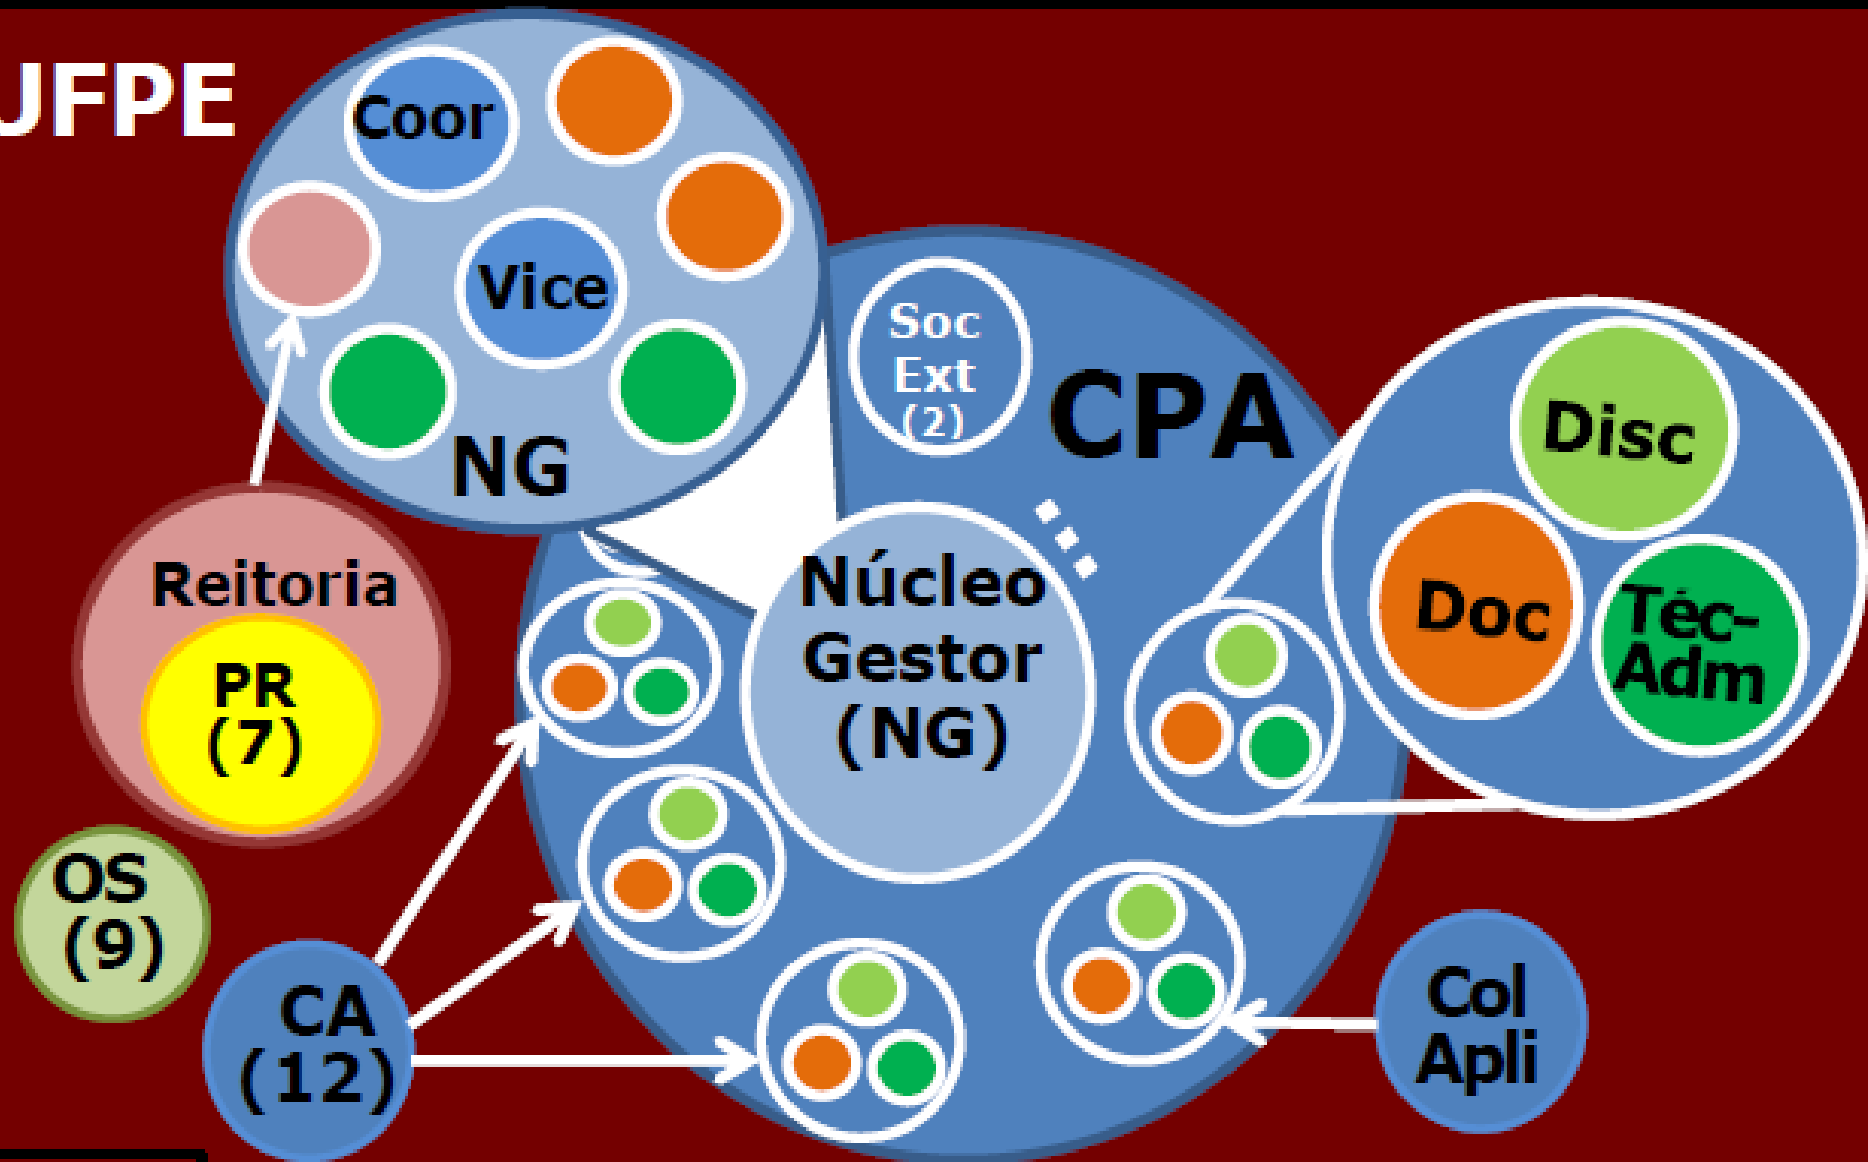 UFPE
Coor
Vice
NG
Soc
Ext
(2)
CPA
Disc
Doc
Téc-
Adm
Núcleo
Gestor
(NG)
Reitoria
PR
(7)
OS
(9)
CA
(12)
Col
Apli